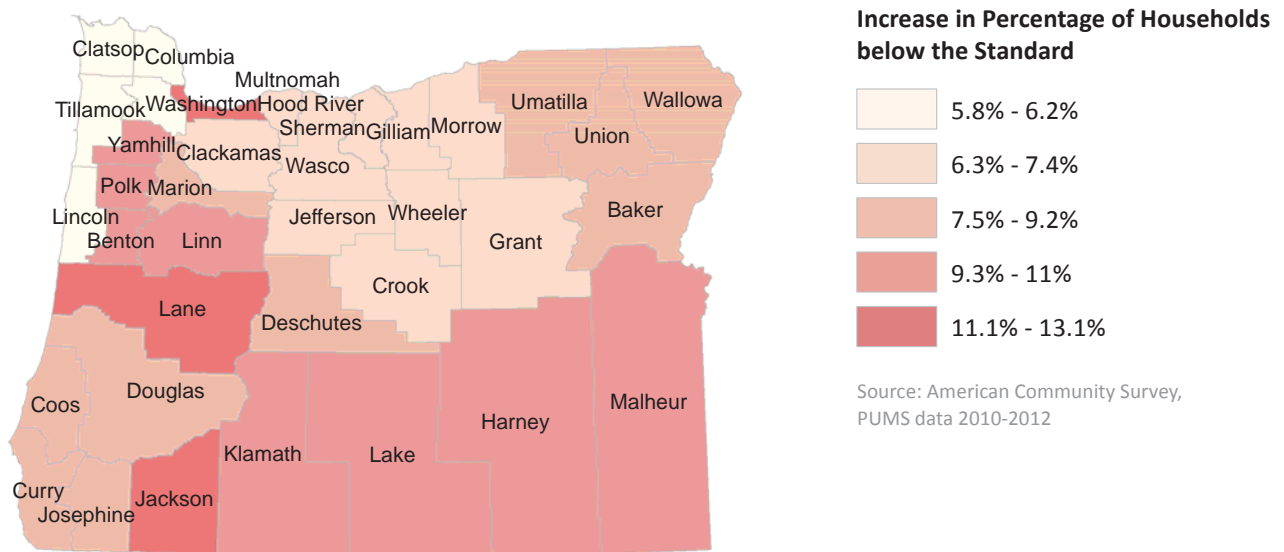 Clatsop
Columbia
Multnomah
Tillamook
Washington
Hood River
Sherman
Gilliam
Morrow
Umatilla
Wallowa
Union
Yamhill
Clackamas
Wasco
Polk
Marion
Baker
Lincoln
Benton
Linn
Jefferson
Wheeler
Grant
Crook
Lane
Deschutes
Douglas
Coos
Malheur
Harney
Klamath
Lake
Curry
Josephine
Jackson
Increase in Percentage of Households
below the Standard
5.8% - 6.2%
6.3% - 7.4%
7.5% - 9.2%
9.3% - 11%
11.1% - 13.1%
Source: American Community Survey,
PUMS data 2010-2012